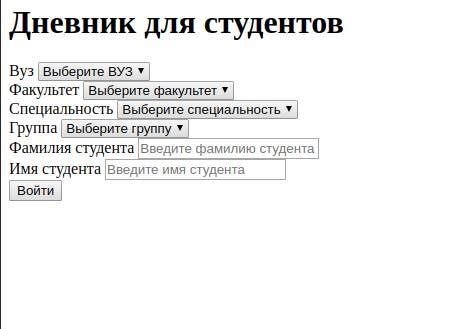 Дневник для студентов
Вуз Выберите ВУЗ
Факультет Выберите факультет
Специальность Выберите специальность
Группа Выберите группу
Фамилия студента Введите фамилию студента
Имя студента Введите имя студента
Войти